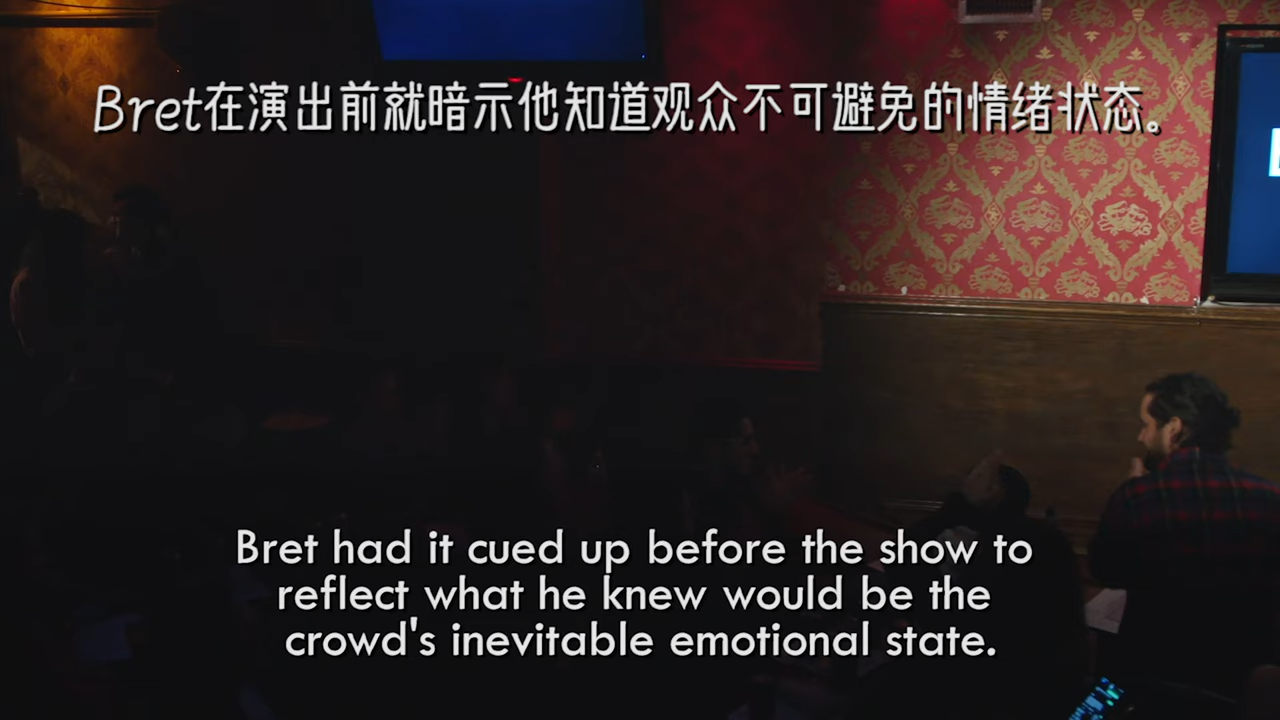 Bret在演出前就暗示他知道观众不可避免的情绪状态。
Bret had it cued up before the show to
reflect what he knew would be the
crowd's inevitable emotional state.